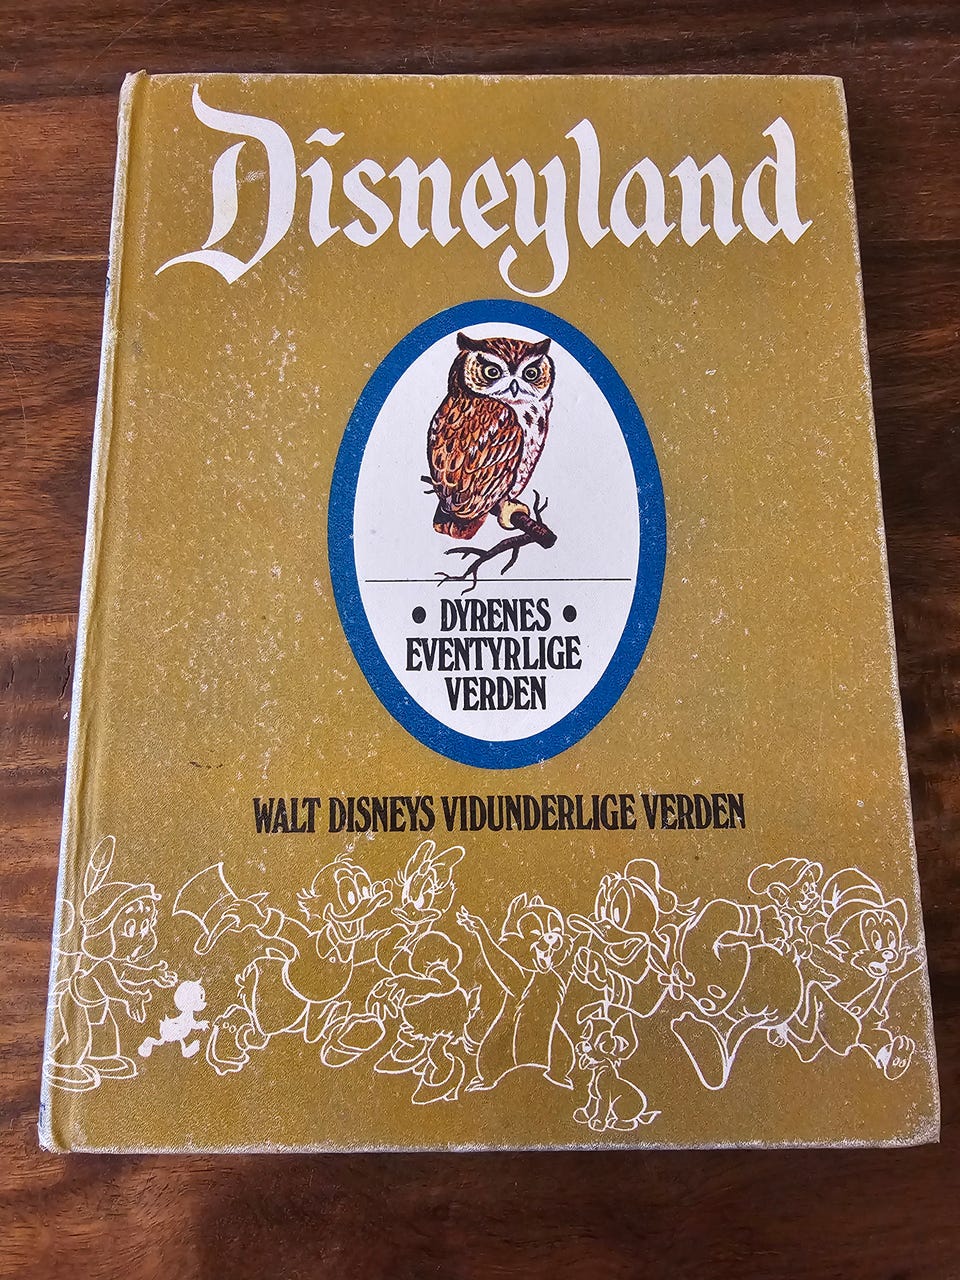 Disneyland
• DYRENES •
EVENTYRLIGE
VERDEN
WALT DISNEYS VIDUNDERLIGE VERDEN